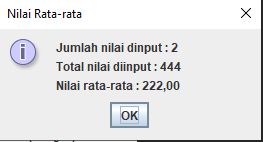 Nilai Rata-rata
Jumlah nilai dinput : 2
Total nilai diinput : 444
Nilai rata-rata : 222,00
OK